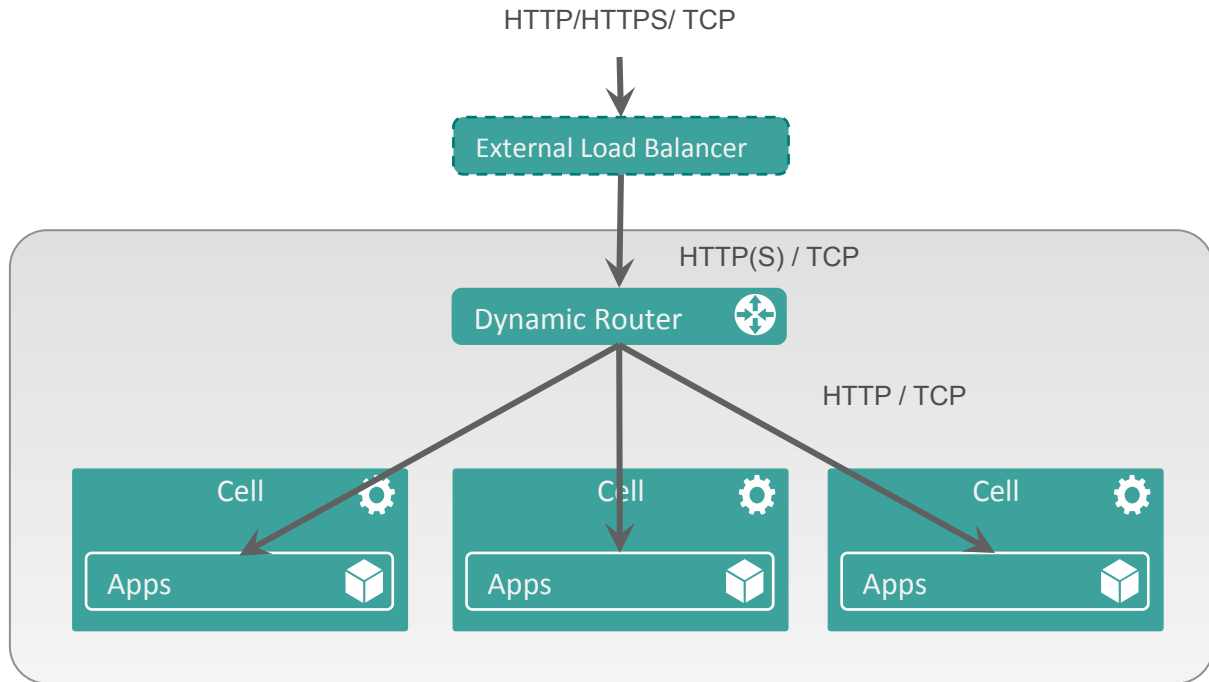 HTTP/HTTPS/ TCP
External Load Balancer
HTTP(S) / TCP
Dynamic Router
HTTP / TCP
Cell
Cell
Cell
Apps
Apps
Apps